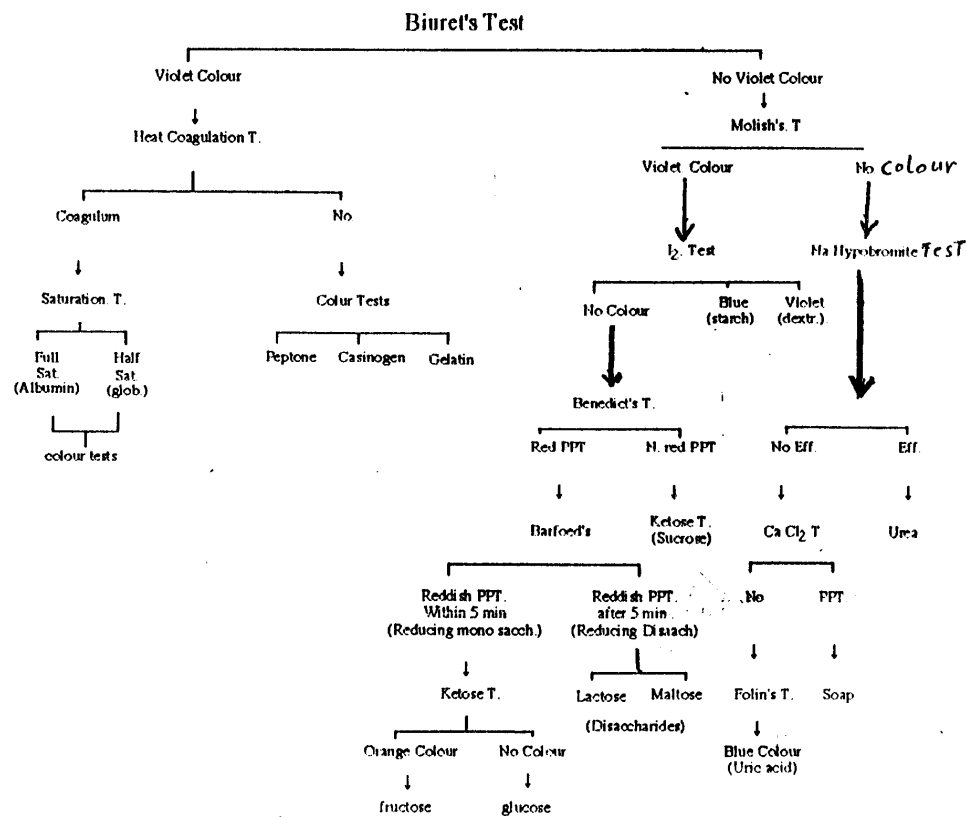 Biuret's Test
Violet Colour
No Violet Colour
Heat Coagulation T.
Molish's. T
Violet Colour
No colour
Coagulum
No
I2. Test
Na Hypobromite TEST
Saturation. T.
Colur Tests
No Colour
Blue
(starch)
Violet
(dextr.)
Full
Sat.
(Albumin)
Half
Sat.
(glob.)
Peptone
Casinogen
Gelatin
Benedict's T.
colour tests
Red PPT
N. red PPT
No Eff.
Eff.
Barfoed's
Ketose T.
(Sucrose)
Ca Cl2 T
Urea
Reddish PPT.
Within 5 min
(Reducing mono sacch.)
Reddish PPT.
after 5 min.
(Reducing Disach)
No
PPT.
Ketose T.
Lactose
Maltose
(Disaccharides)
Folin's T.
Soap
Orange Colour
No Colour
Blue Colour
(Uric acid)
fructose
glucose